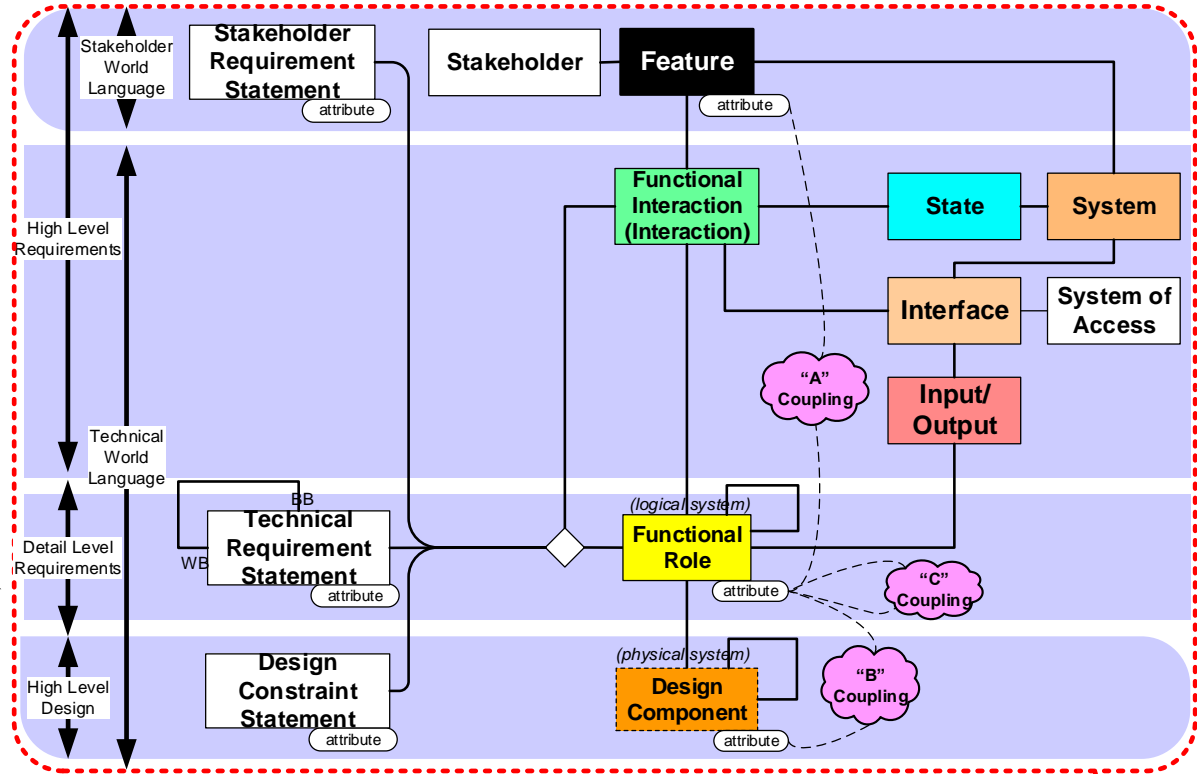 Stakeholder
World
Language
Stakeholder
Requirement
Statement
attribute
Stakeholder
Feature
attribute
High Level
Requirements
Functional
Interaction
(Interaction)
State
System
Interface
System of
Access
“A”
Coupling
Input/
Output
Technical
World
Language
BB
WB
Technical
Requirement
Statement
attribute
(logical system)
Functional
Role
attribute
Detail Level
Requirements
“C”
Coupling
High Level
Design
Design
Constraint
Statement
attribute
(physical system)
Design
Component
attribute
“B”
Coupling